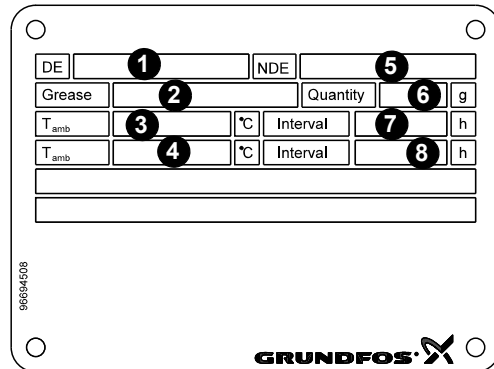 DE 1 NDE 5
Grease 2 Quantity 6 g
Tamb 3 °C Interval 7 h
Tamb 4 °C Interval 8 h
96694508
GRUNDFOS